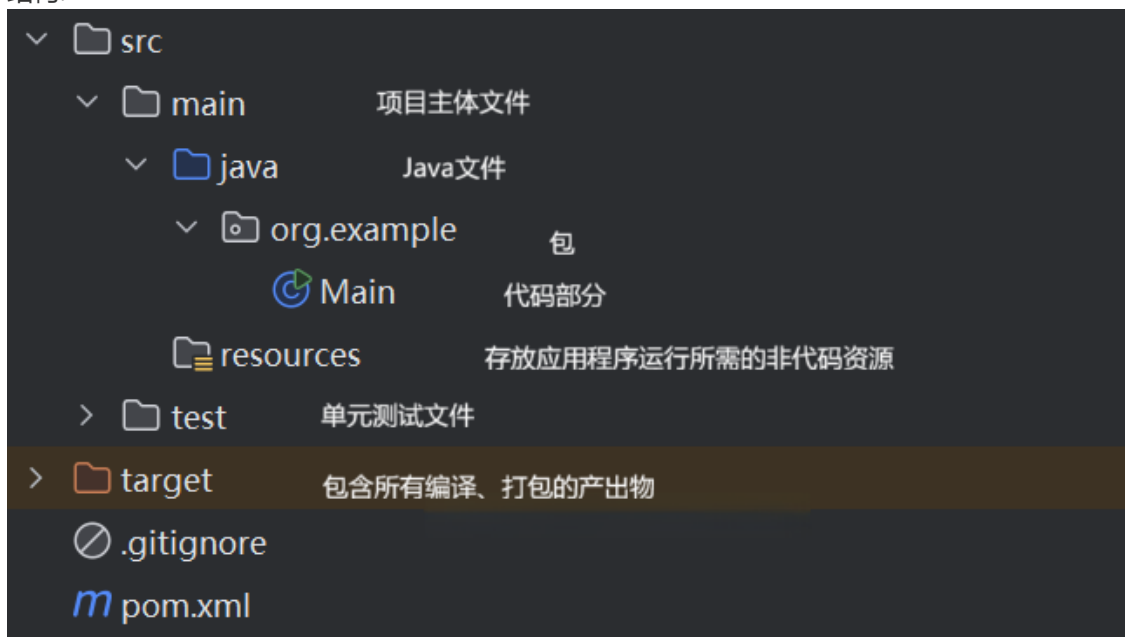 src
main 项目主体文件
java Java文件
org.example 包
Main 代码部分
resources 存放应用程序运行所需的非代码资源
test 单元测试文件
target 包含所有编译、打包的产出物
.gitignore
pom.xml